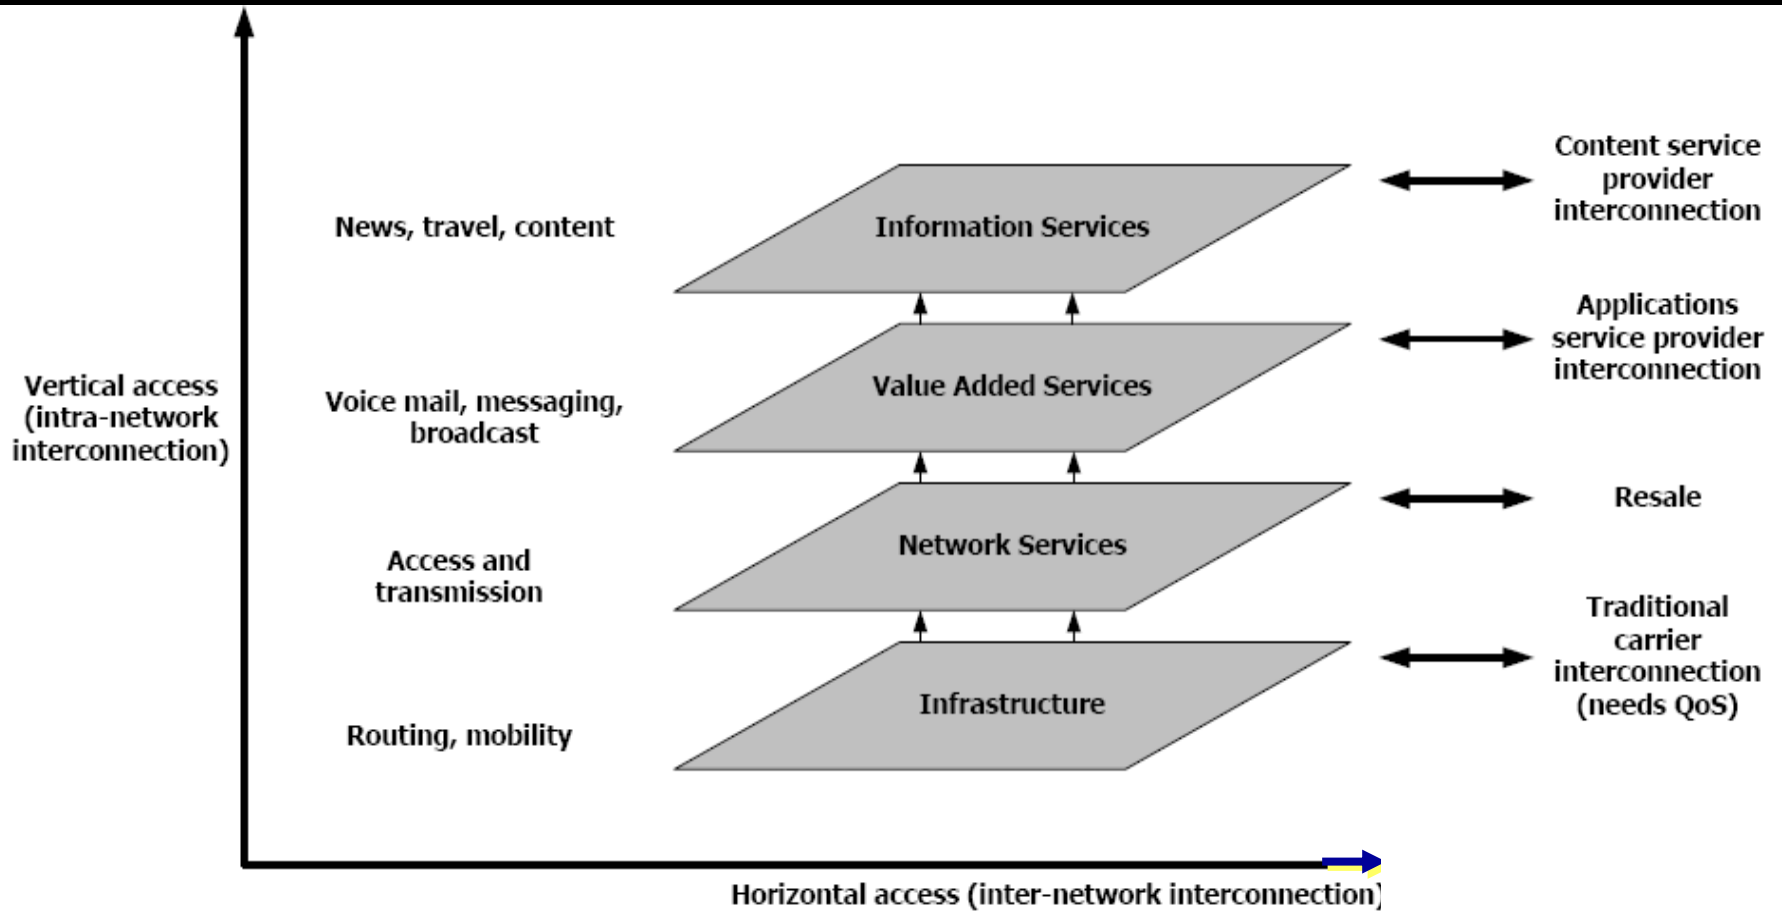 Content service
provider
interconnection
News, travel, content
Information Services
Applications
service provider
interconnection
Vertical access
(intra-network
interconnection)
Voice mail, messaging,
broadcast
Value Added Services
Resale
Access and
transmission
Network Services
Traditional
carrier
interconnection
(needs QoS)
Routing, mobility
Infrastructure
Horizontal access (inter-network interconnection)